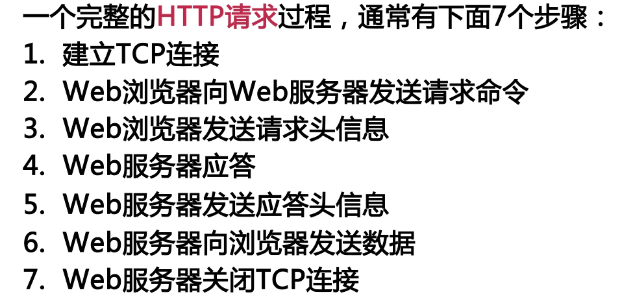 一个完整的HTTP请求过程，通常有下面7个步骤：
1. 建立TCP连接
2. Web浏览器向Web服务器发送请求命令
3. Web浏览器发送请求头信息
4. Web服务器应答
5. Web服务器发送应答头信息
6. Web服务器向浏览器发送数据
7. Web服务器关闭TCP连接